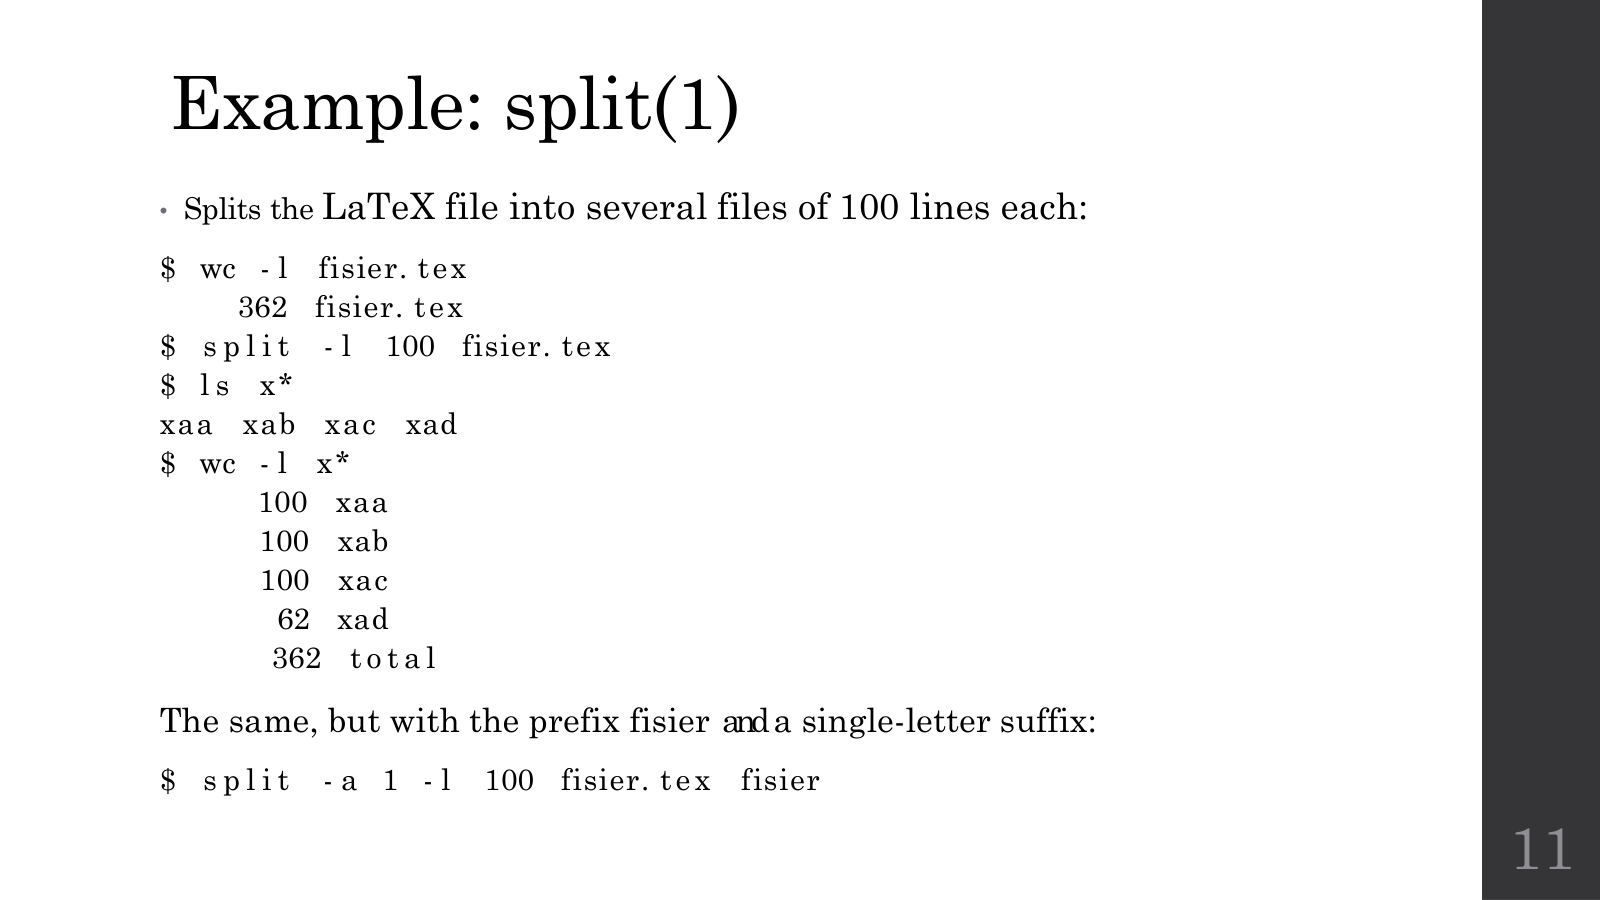 Example: split(1)
• Splits the LaTeX file into several files of 100 lines each:
$ wc -l fisier.tex
362 fisier.tex
$ split -l 100 fisier.tex
$ ls x*
xaa xab xac xad
$ wc -l x*
100 xaa
100 xab
100 xac
62 xad
362 total
The same, but with the prefix fisier and a single-letter suffix:
$ split -a 1 -l 100 fisier.tex fisier
11